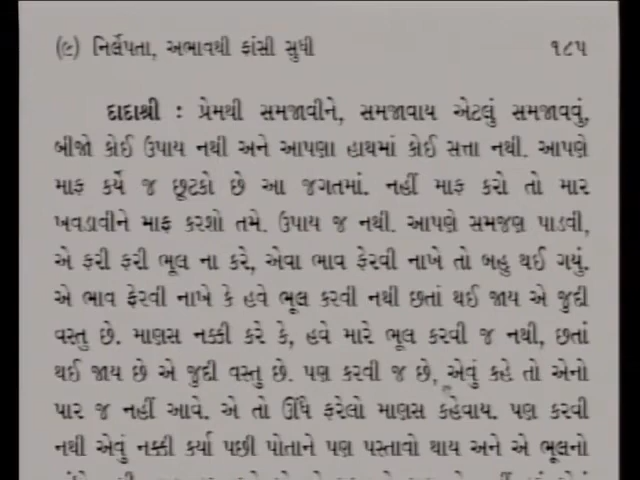 (૯) નિર્લેપતા, અભાવથી ફાંસી સુધી ૧૮૫
દાદાશ્રી : પ્રેમથી સમજાવીને, સમજાવાય એટલું સમજાવવું,
બીજો કોઈ ઉપાય નથી અને આપણા હાથમાં કોઈ સત્તા નથી. આપણે
માફ કર્યે જ છૂટકો છે આ જગતમાં. નહીં માફ કરો તો માર
ખવડાવીને માફ કરશો તમે. ઉપાય જ નથી. આપણે સમજણ પાડવી,
એ ફરી ફરી ભૂલ ના કરે, એવા ભાવ ફેરવી નાખે તો બહુ થઈ ગયું.
એ ભાવ ફેરવી નાખે કે હવે ભૂલ કરવી નથી છતાં થઈ જાય એ જુદી
વસ્તુ છે. માણસ નક્કી કરે કે, હવે મારે ભૂલ કરવી જ નથી, છતાં
થઈ જાય છે એ જુદી વસ્તુ છે. પણ કરવી જ છે, એવું કહે તો એનો
પાર જ નહીં આવે. એ તો ઊંધે ફરેલો માણસ કહેવાય. પણ કરવી
નથી એવું નક્કી કર્યા પછી પોતાને પણ પસ્તાવો થાય અને એ ભૂલનો